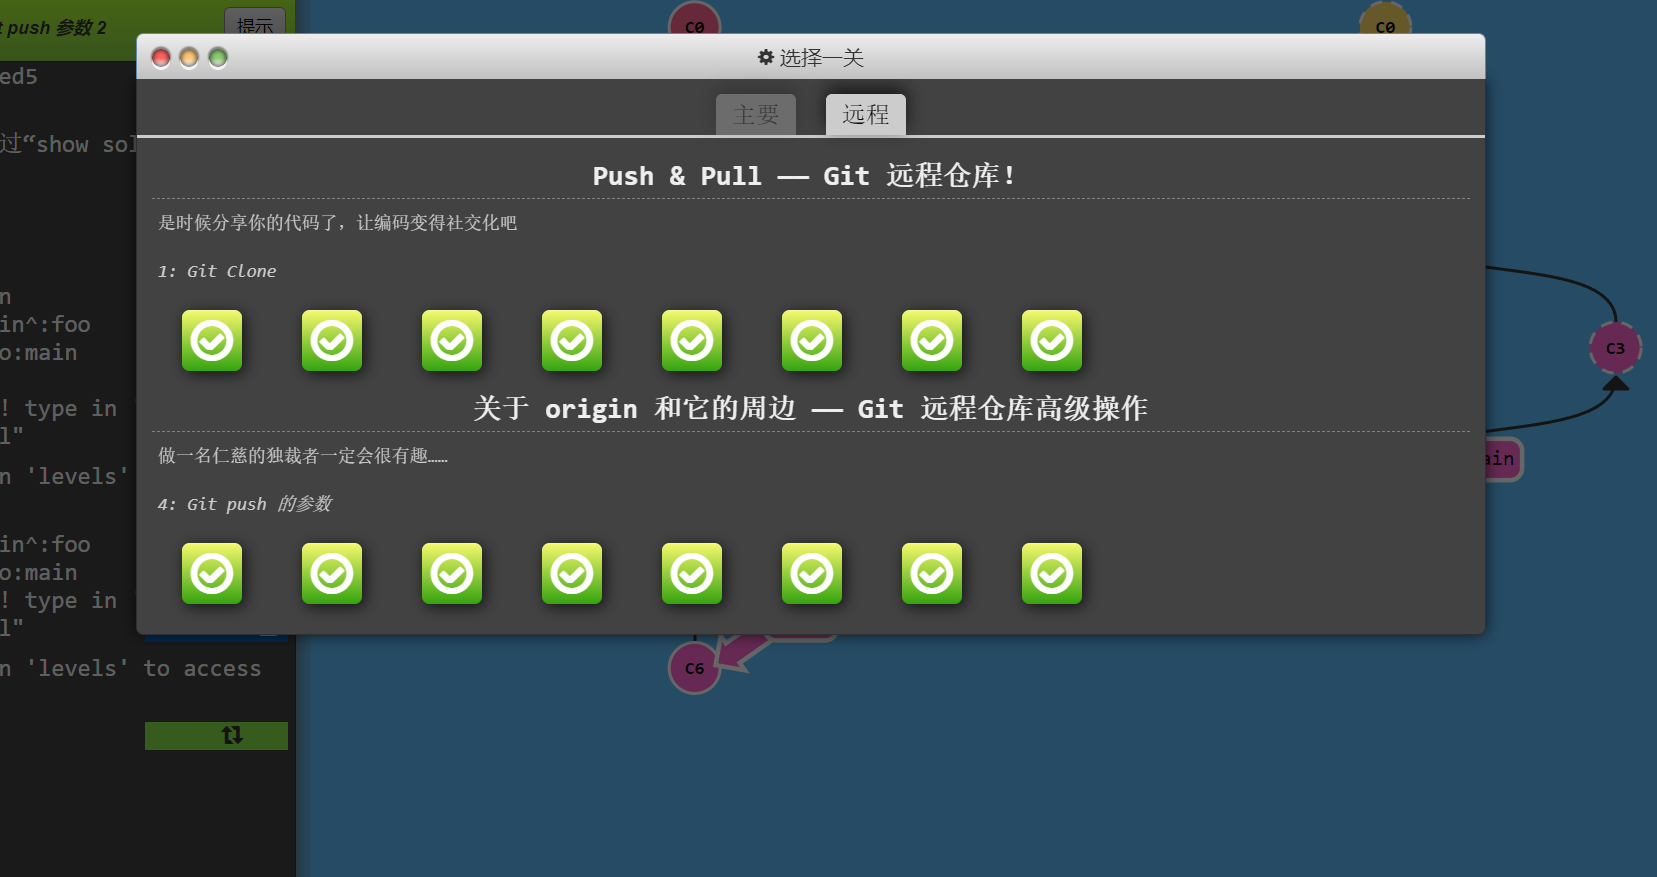 t push 参数 2
提示
C0
C0
选择一关
ed5
主要
远程
过“show sol
Push & Pull —— Git 远程仓库！
是时候分享你的代码了，让编码变得社交化吧
1: Git Clone
n
in^:foo
o:main
C3
! type in
l"
关于 origin 和它的周边 —— Git 远程仓库高级操作
做一名仁慈的独裁者一定会很有趣……
ain
n 'levels'
4: Git push 的参数
in^:foo
o:main
! type in
l"
n 'levels' to access
C6